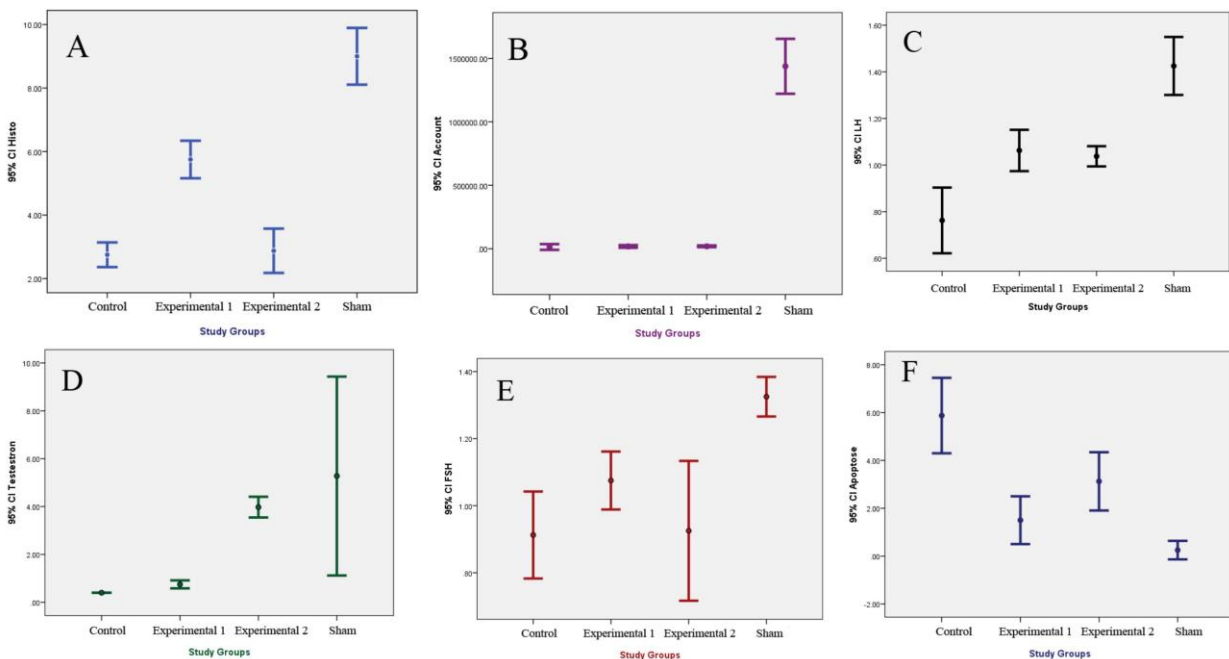 A
95% CI Histo
10.00
8.00
6.00
4.00
2.00
Control Experimental 1 Experimental 2 Sham
Study Groups
B
95% CI Account
1500000.00
1000000.00
500000.00
.00
Control Experimental 1 Experimental 2 Sham
Study Groups
C
95% CI LH
1.60
1.40
1.20
1.00
.80
.60
Control Experimental 1 Experimental 2 Sham
Study Groups
D
95% CI Testestron
10.00
8.00
6.00
4.00
2.00
.00
Control Experimental 1 Experimental 2 Sham
Study Groups
E
95% CI FSH
1.40
1.20
1.00
.80
Control Experimental 1 Experimental 2 Sham
Study Groups
F
95% CI Apoptose
8.00
6.00
4.00
2.00
.00
-2.00
Control Experimental 1 Experimental 2 Sham
Study Groups